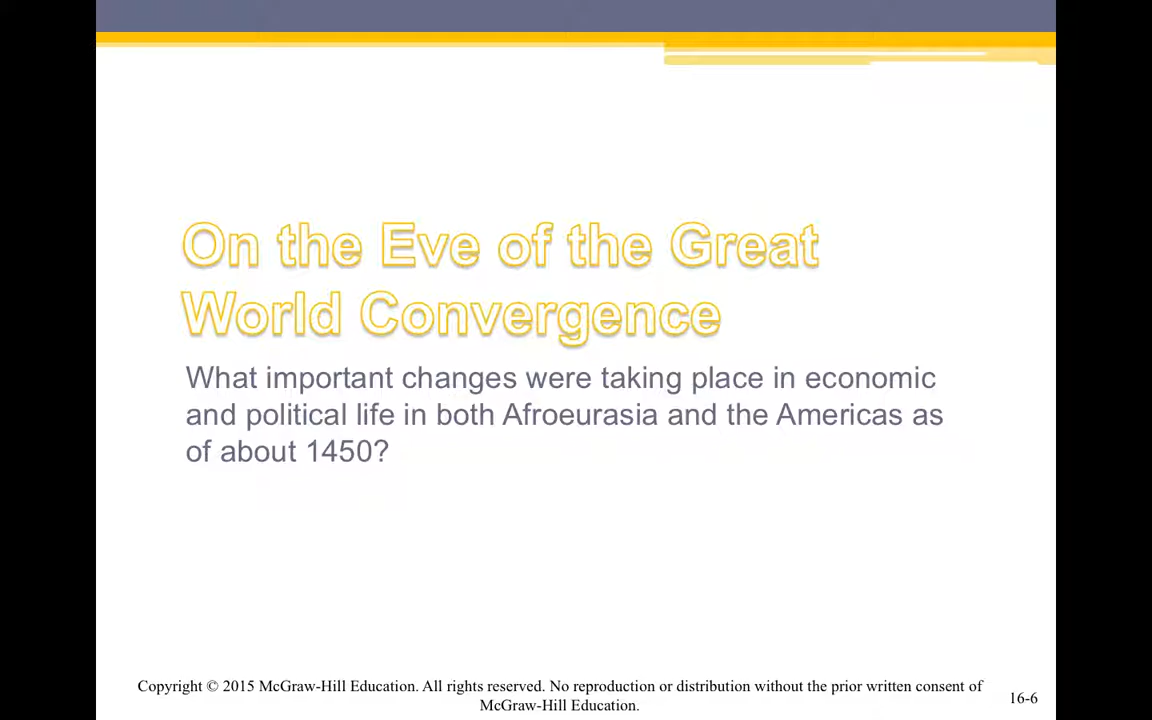 On the Eve of the Great
World Convergence
What important changes were taking place in economic
and political life in both Afroeurasia and the Americas as
of about 1450?
Copyright © 2015 McGraw-Hill Education. All rights reserved. No reproduction or distribution without the prior written consent of
McGraw-Hill Education.
16-6